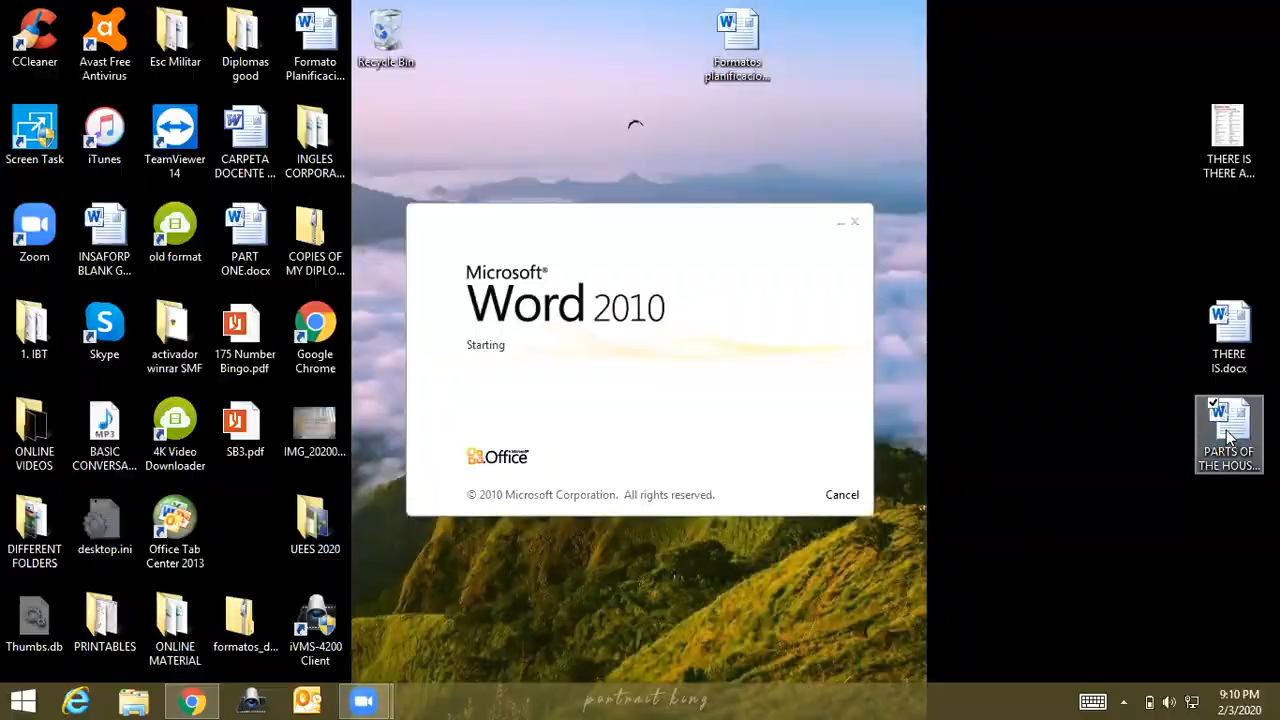 CCleaner
Avast Free
Antivirus
Esc Militar
Diplomas
good
Formato
Planificaci...
Recycle Bin
Formatos
planificacio...
Screen Task
iTunes
TeamViewer
14
CARPETA
DOCENTE ...
INGLES
CORPORA...
THERE IS
THERE A...
Zoom
INSAFORP
BLANK G...
old format
PART
ONE.docx
COPIES OF
MY DIPLO...
Microsoft®
Word 2010
Starting
1. IBT
Skype
activador
winrar SMF
175 Number
Bingo.pdf
Google
Chrome
THERE
IS.docx
ONLINE
VIDEOS
MP3
BASIC
CONVERSA...
4K Video
Downloader
SB3.pdf
IMG_20200...
Microsoft
Office
PARTS OF
THE HOUS...
© 2010 Microsoft Corporation. All rights reserved.
Cancel
DIFFERENT
FOLDERS
desktop.ini
Office Tab
Center 2013
UEES 2020
Thumbs.db
PRINTABLES
ONLINE
MATERIAL
formatos_d...
iVMS-4200
Client
portrait king
9:10 PM
2/3/2020